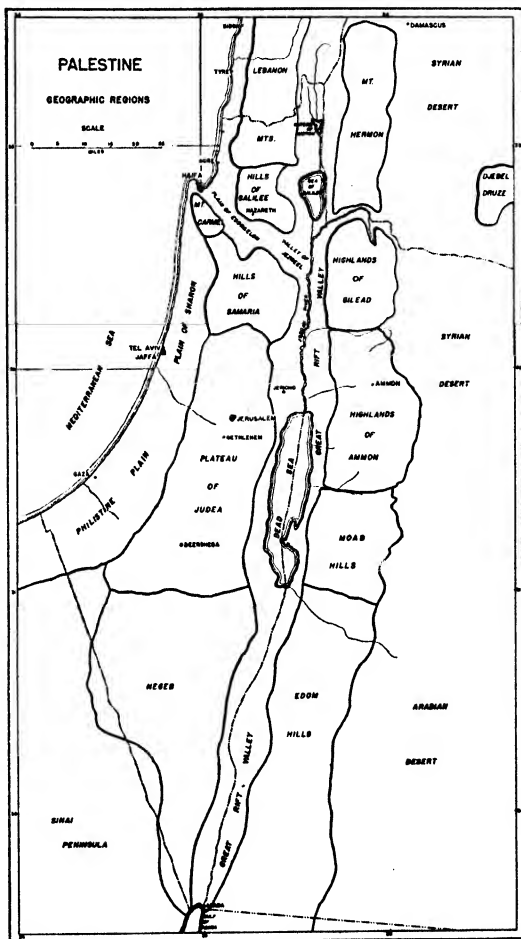 PALESTINE
GEOGRAPHIC REGIONS
SCALE
MILES
SIDON
DAMASCUS
TYRE
LEBANON
MTS.
MT.
HERMON
SYRIAN
DESERT
DJEBEL
DRUZE
HAIFA
HILLS
OF
GALILEE
NAZARETH
SEA
OF
GALILEE
MT.
CARMEL
PLAIN OF ESDRAELON
VALLEY OF
JEZREEL
HILLS
OF
SAMARIA
VALLEY
HIGHLANDS
OF
GILEAD
MEDITERRANEAN SEA
PLAIN OF SHARON
TEL AVIV
JAFFA
RIFT
SYRIAN
DESERT
JERICHO
AMMON
JERUSALEM
BETHLEHEM
GREAT
HIGHLANDS
OF
AMMON
GAZA
PHILISTINE PLAIN
PLATEAU
OF
JUDEA
DEAD SEA
BEERSHEBA
MOAB
HILLS
NEGEB
EDOM
HILLS
ARABIAN
DESERT
GREAT RIFT VALLEY
SINAI
PENINSULA